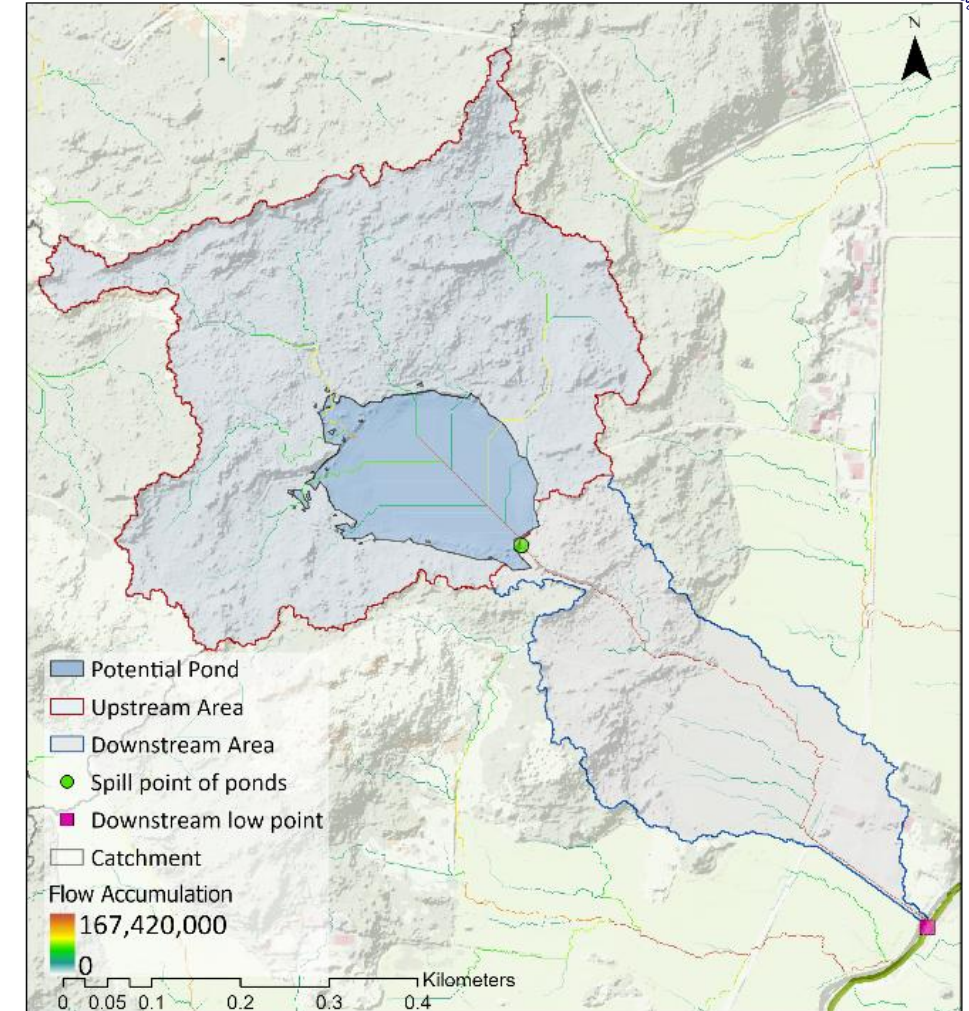 N
Potential Pond
Upstream Area
Downstream Area
Spill point of ponds
Downstream low point
Catchment
Flow Accumulation
167,420,000
0
Kilometers
0 0.05 0.1 0.2 0.3 0.4